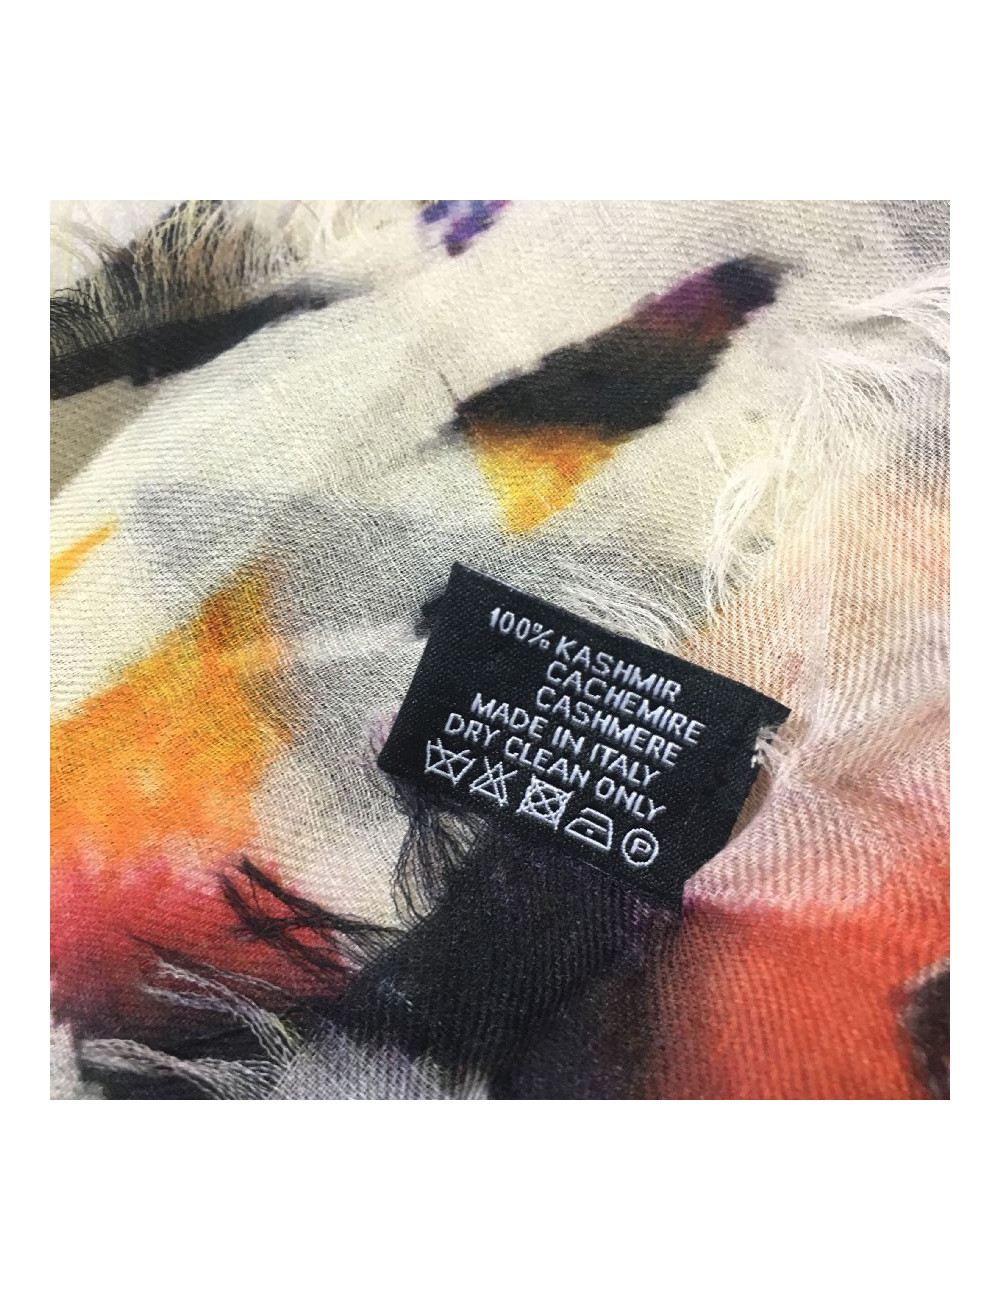 100% KASHMIR
CACHEMIRE
CASHMERE
MADE IN ITALY
DRY CLEAN ONLY
P